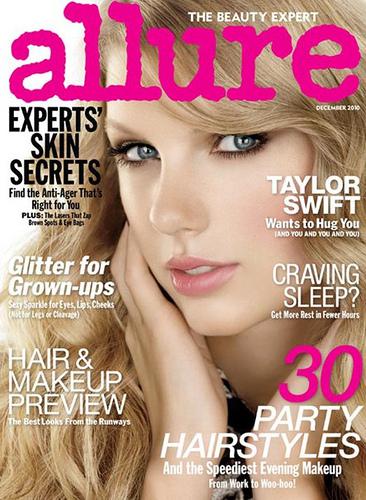 THE BEAUTY EXPERT
allure
DECEMBER 2010
EXPERTS'
SKIN
SECRETS
Find the Anti-Ager That's
Right for You
PLUS: The Lasers That Zap
Brown Spots & Eye Bags
TAYLOR
SWIFT
Wants to Hug You
(AND YOU AND YOU AND YOU)
Glitter for
Grown-ups
Sexy Sparkle for Eyes, Lips, Cheeks
(Not for Legs or Cleavage)
CRAVING
SLEEP?
Get More Rest in Fewer Hours
HAIR &
MAKEUP
PREVIEW
The Best Looks From the Runways
30
PARTY
HAIRSTYLES
And the Speediest Evening Makeup
From Work to Woo-hoo!